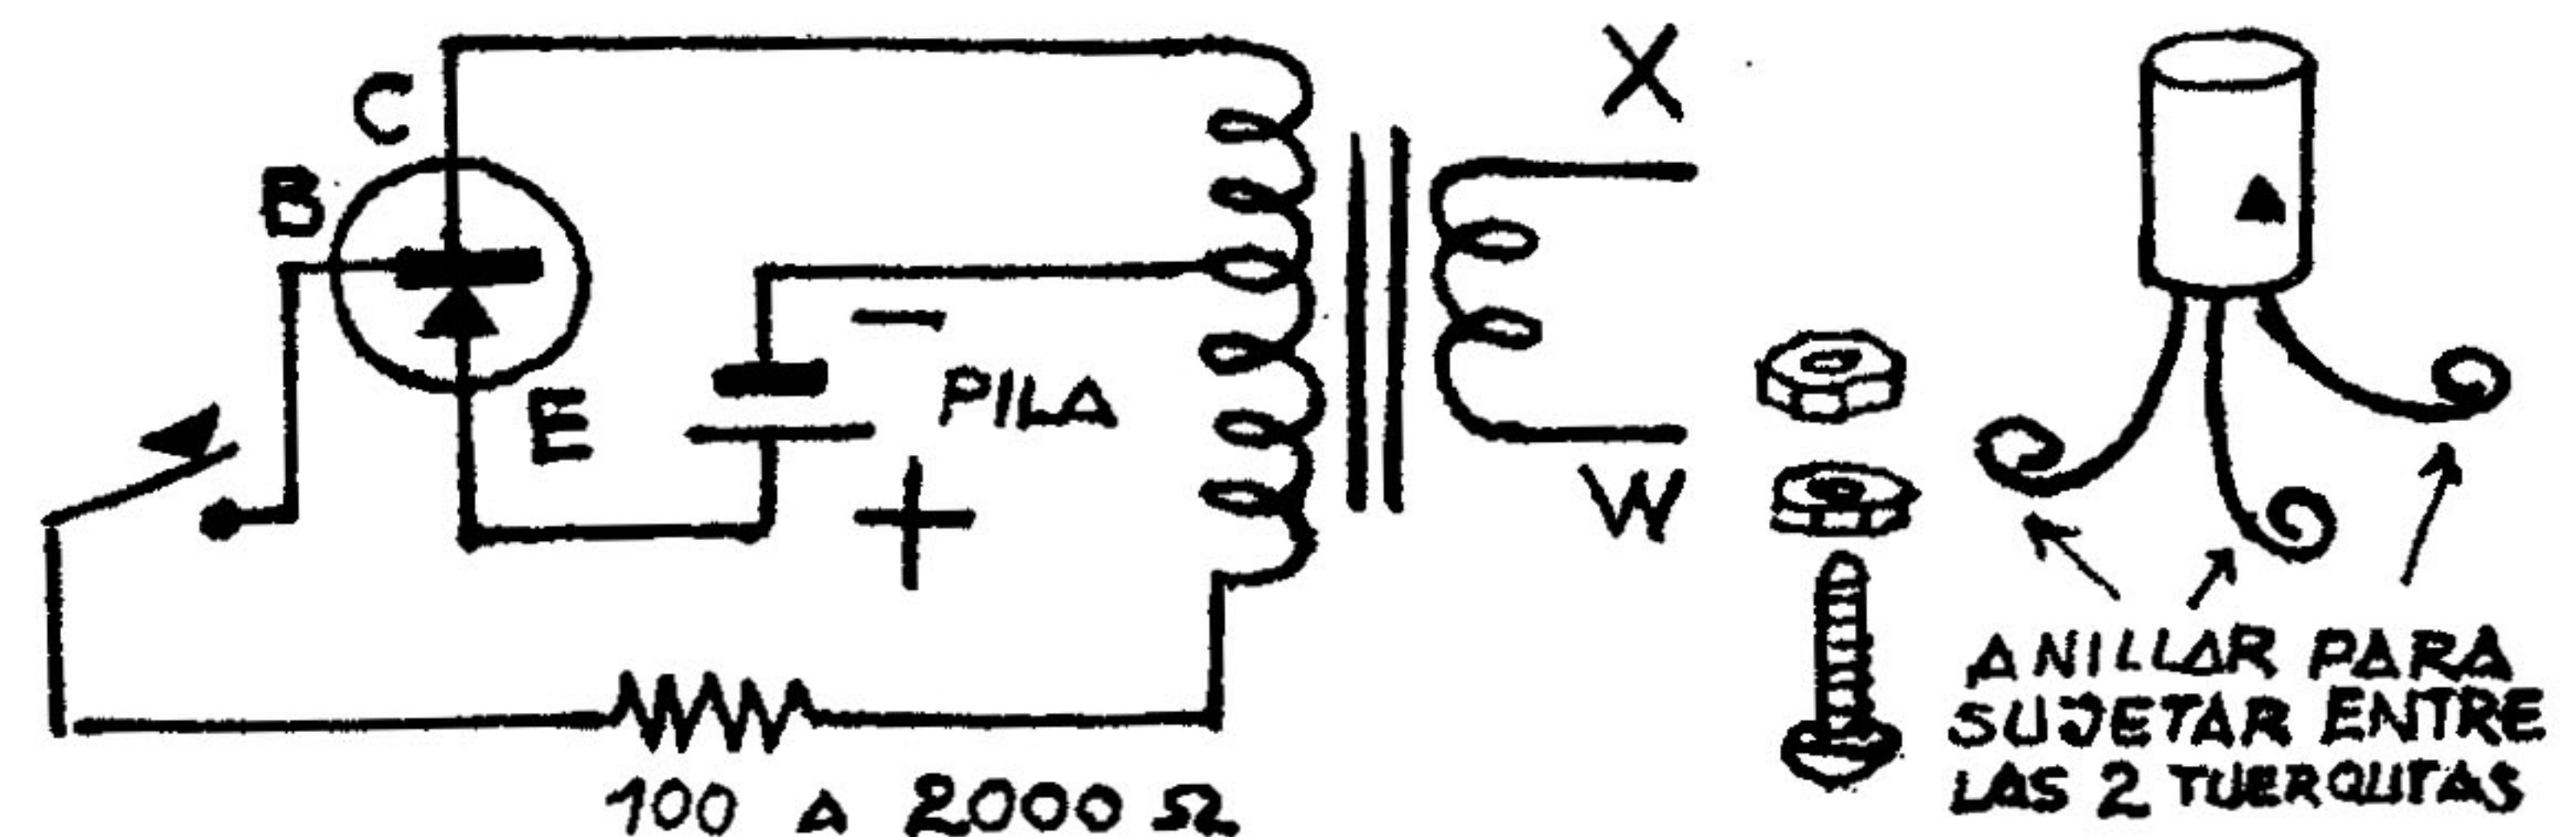 C
B
E
−
PILA
+
X
W
100 A 2000 Ω
ANILLAR PARA
SUJETAR ENTRE
LAS 2 TUERQUITAS